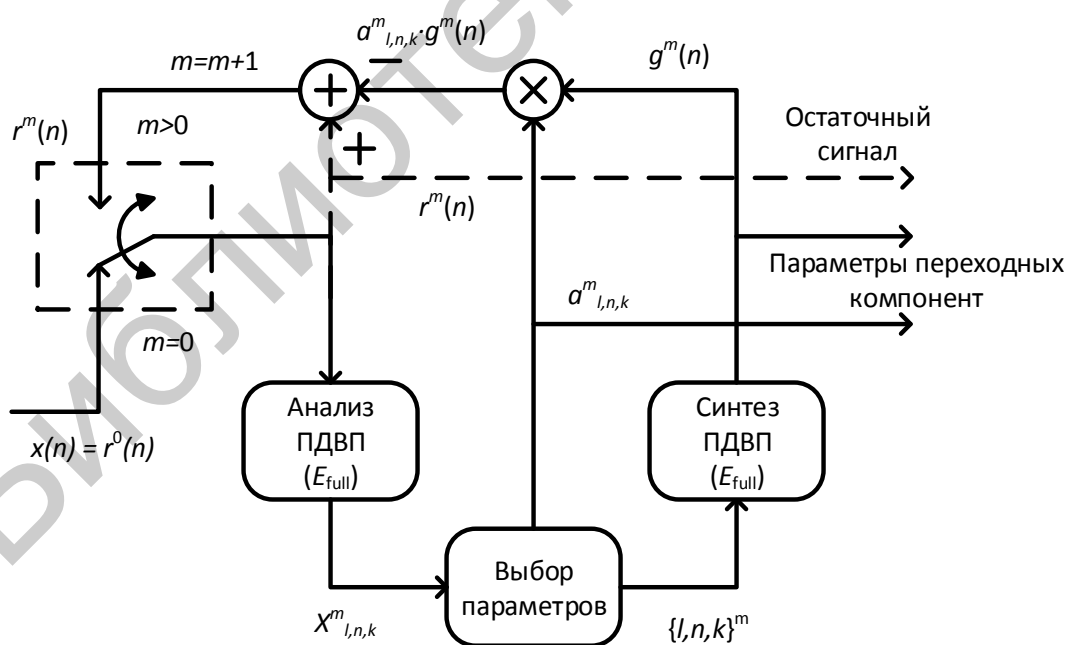 a^m_{l,n,k}·g^m(n)
m=m+1
g^m(n)
r^m(n)
m>0
Остаточный
сигнал
r^m(n)
Параметры переходных
компонент
a^m_{l,n,k}
m=0
x(n) = r^0(n)
Анализ
ПДВП
(E_full)
Синтез
ПДВП
(E_full)
Выбор
параметров
X^m_{l,n,k}
{l,n,k}^m
Библиоте